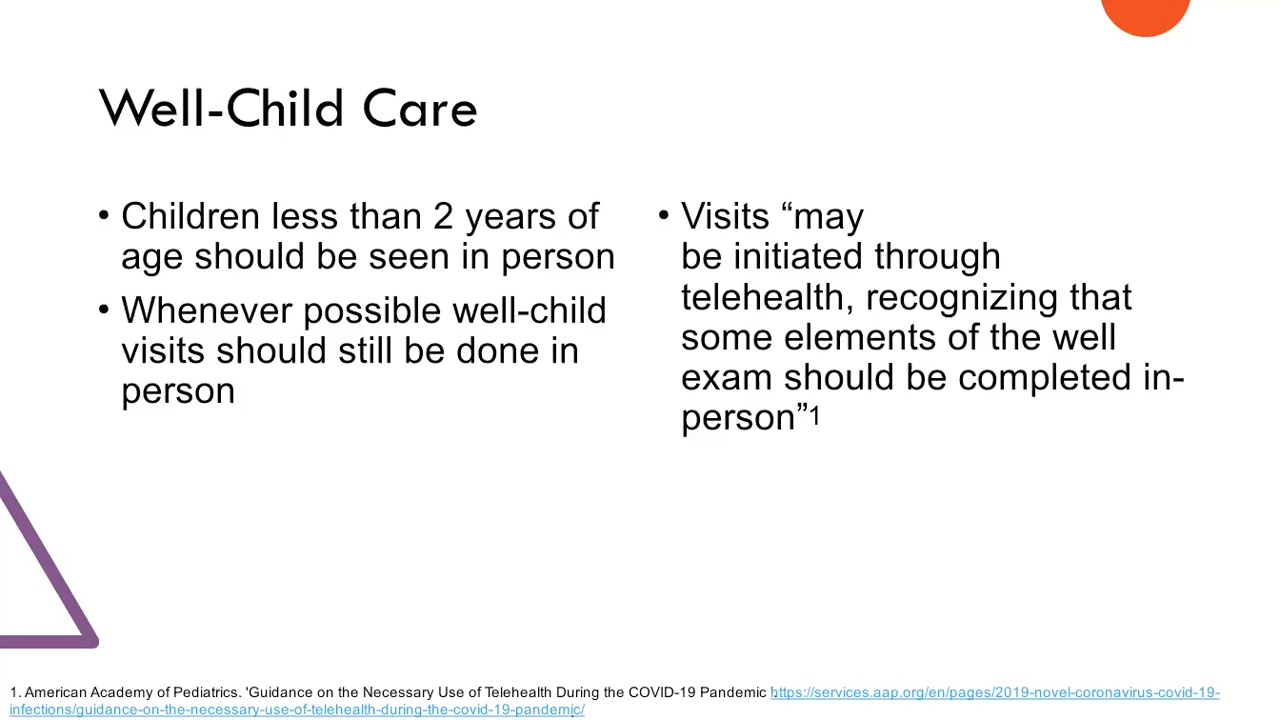 Well-Child Care
• Children less than 2 years of
age should be seen in person
• Whenever possible well-child
visits should still be done in
person
• Visits “may
be initiated through
telehealth, recognizing that
some elements of the well
exam should be completed in-
person”1
1. American Academy of Pediatrics. 'Guidance on the Necessary Use of Telehealth During the COVID-19 Pandemic https://services.aap.org/en/pages/2019-novel-coronavirus-covid-19-
infections/guidance-on-the-necessary-use-of-telehealth-during-the-covid-19-pandemic/